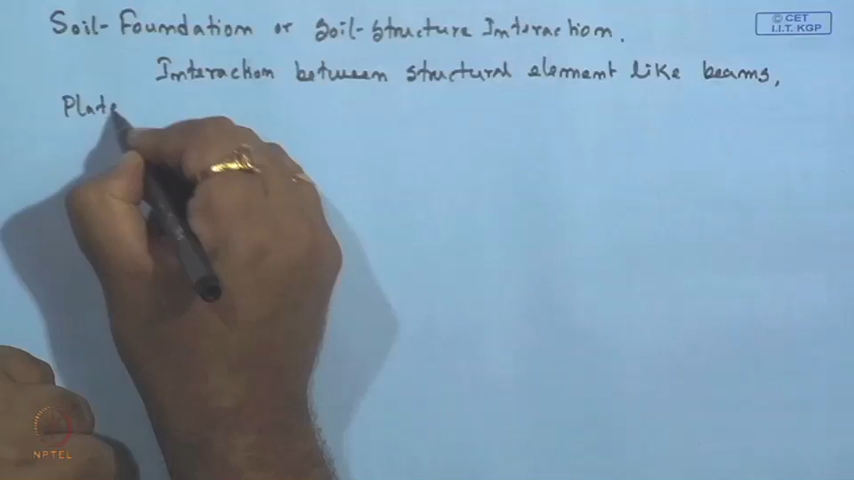 Soil-Foundation or Soil-Structure Interaction.
© CET
I.I.T. KGP
Interaction between structural element like beams,
Plate
NPTEL